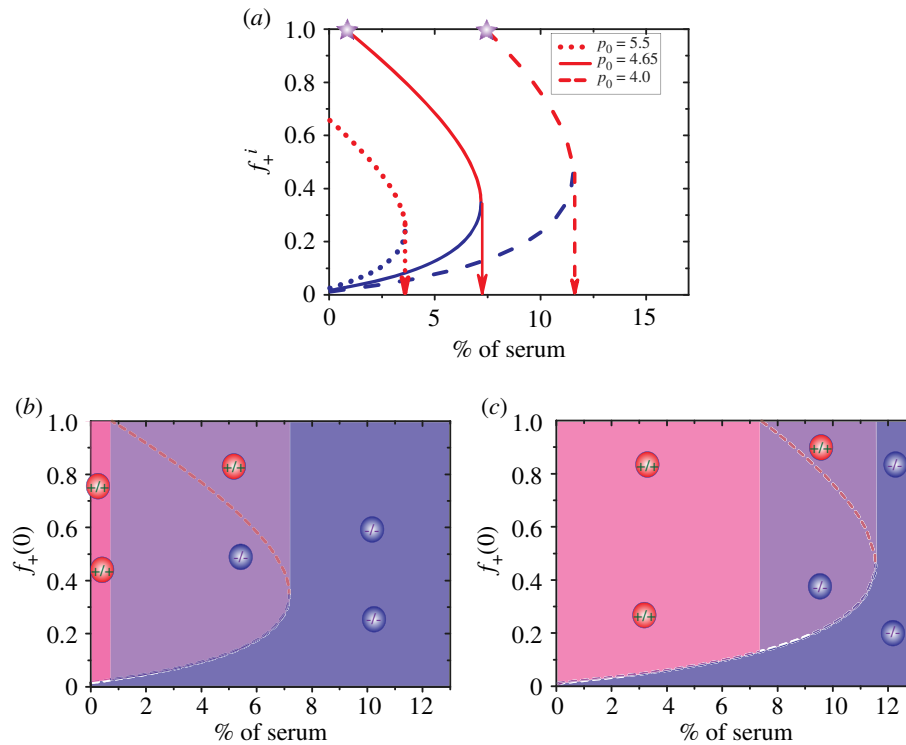 (a)
1.0
0.8
0.6
0.4
0.2
0
f₊ⁱ
p₀ = 5.5
p₀ = 4.65
p₀ = 4.0
0 5 10 15
% of serum
(b)
1.0
0.8
0.6
0.4
0.2
0
f₊(0)
+/+
+/+
+/+
-/-
-/-
-/-
0 2 4 6 8 10 12
% of serum
(c)
1.0
0.8
0.6
0.4
0.2
0
f₊(0)
+/+
+/+
+/+
-/-
-/-
-/-
0 2 4 6 8 10 12
% of serum